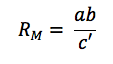 R_M = ab / c′